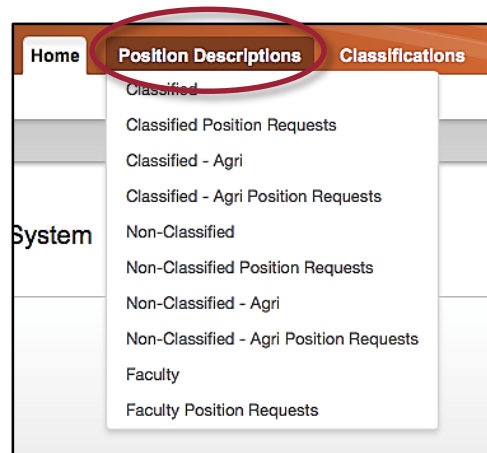 Home Position Descriptions Classifications
Classified
Classified Position Requests
Classified - Agri
Classified - Agri Position Requests
System
Non-Classified
Non-Classified Position Requests
Non-Classified - Agri
Non-Classified - Agri Position Requests
Faculty
Faculty Position Requests